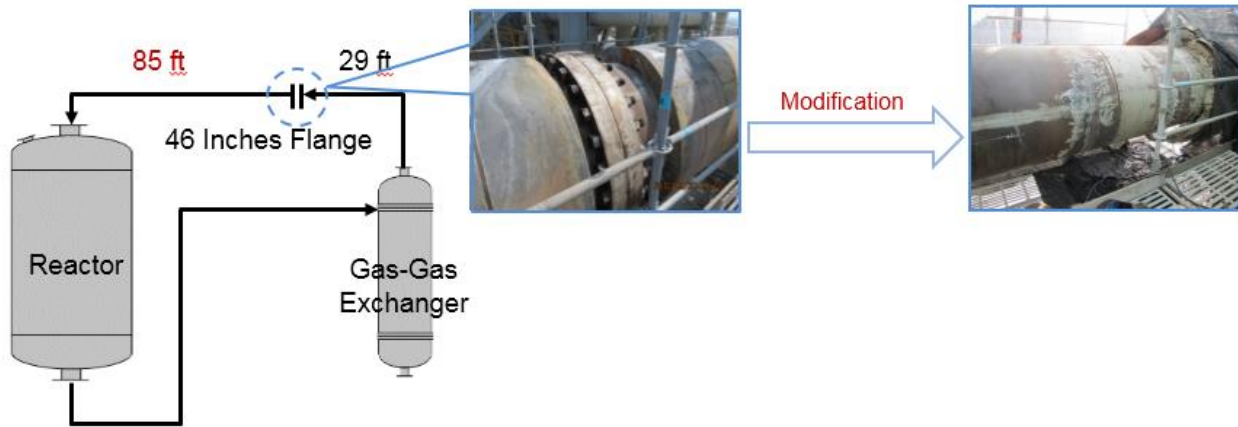 85 ft
29 ft
46 Inches Flange
Modification
Reactor
Gas-Gas
Exchanger